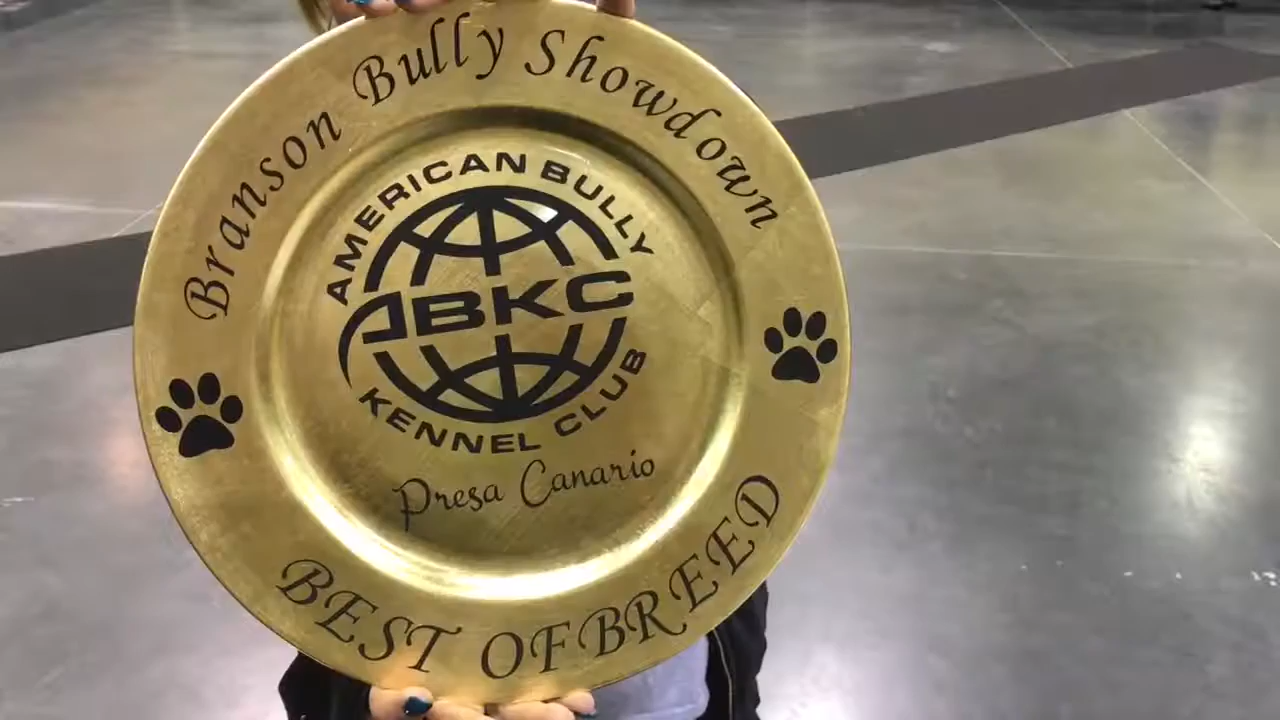 Branson Bully Showdown
AMERICAN BULLY
ABKC
KENNEL CLUB
Presa Canario
BEST OF BREED